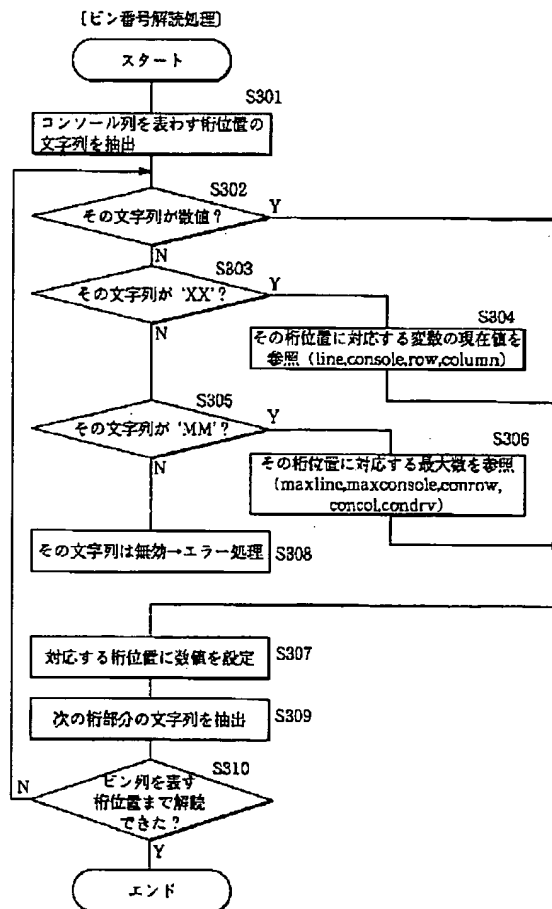 〔ビン番号解読処理〕
スタート
S301
コンソール列を表わす桁位置の
文字列を抽出
S302
その文字列が数値？
Y
N
S303
その文字列が ‘XX’？
Y
N
S304
その桁位置に対応する変数の現在値を
参照（line,console,row,column）
S305
その文字列が ‘MM’？
Y
N
S306
その桁位置に対応する最大数を参照
（maxline,maxconsole,conrow,
concol,condrv）
その文字列は無効→エラー処理
S308
対応する桁位置に数値を設定
S307
次の桁部分の文字列を抽出
S309
S310
N
ビン列を表す
桁位置まで解読
できた？
Y
エンド